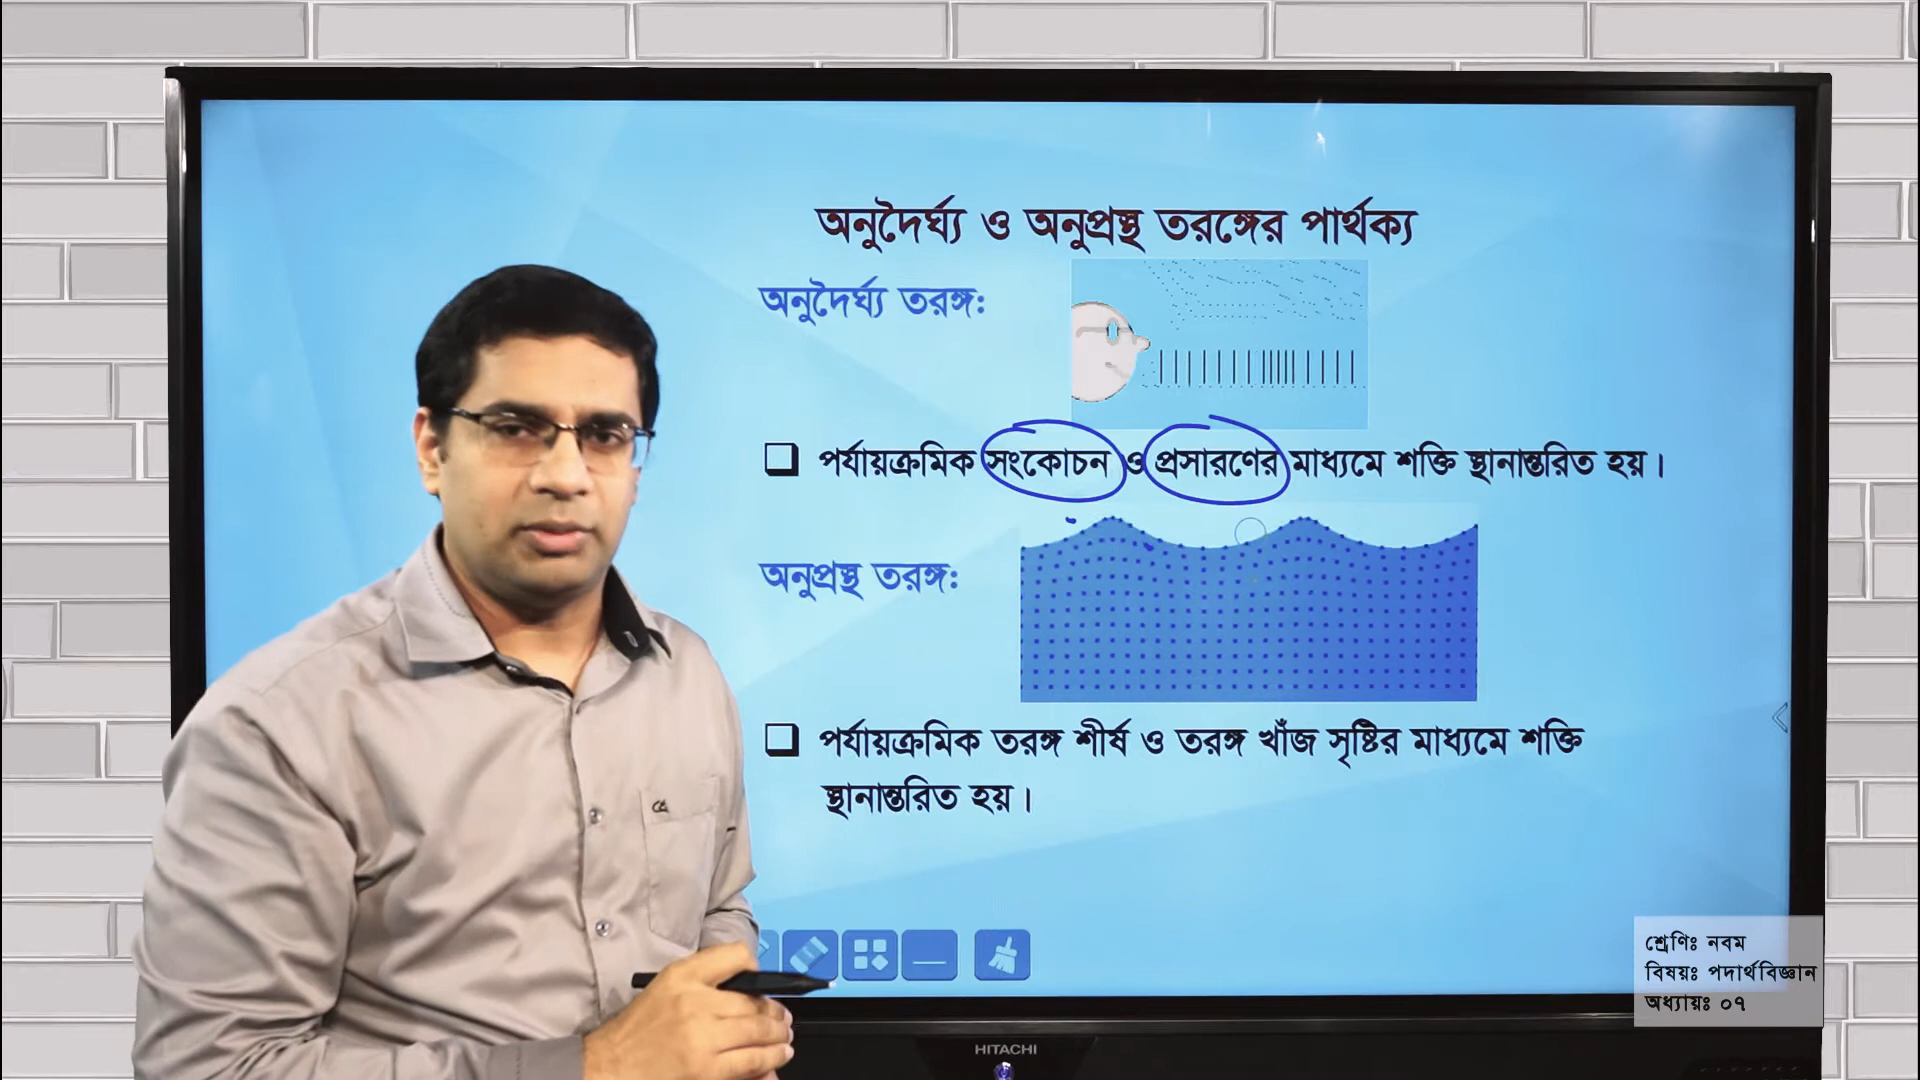 অনুদৈর্ঘ্য ও অনুপ্রস্থ তরঙ্গের পার্থক্য
অনুদৈর্ঘ্য তরঙ্গ:
পর্যায়ক্রমিক সংকোচন ও প্রসারণের মাধ্যমে শক্তি স্থানান্তরিত হয়।
অনুপ্রস্থ তরঙ্গ:
পর্যায়ক্রমিক তরঙ্গ শীর্ষ ও তরঙ্গ খাঁজ সৃষ্টির মাধ্যমে শক্তি
স্থানান্তরিত হয়।
শ্রেণিঃ নবম
বিষয়ঃ পদার্থবিজ্ঞান
অধ্যায়ঃ ০৭
HITACHI